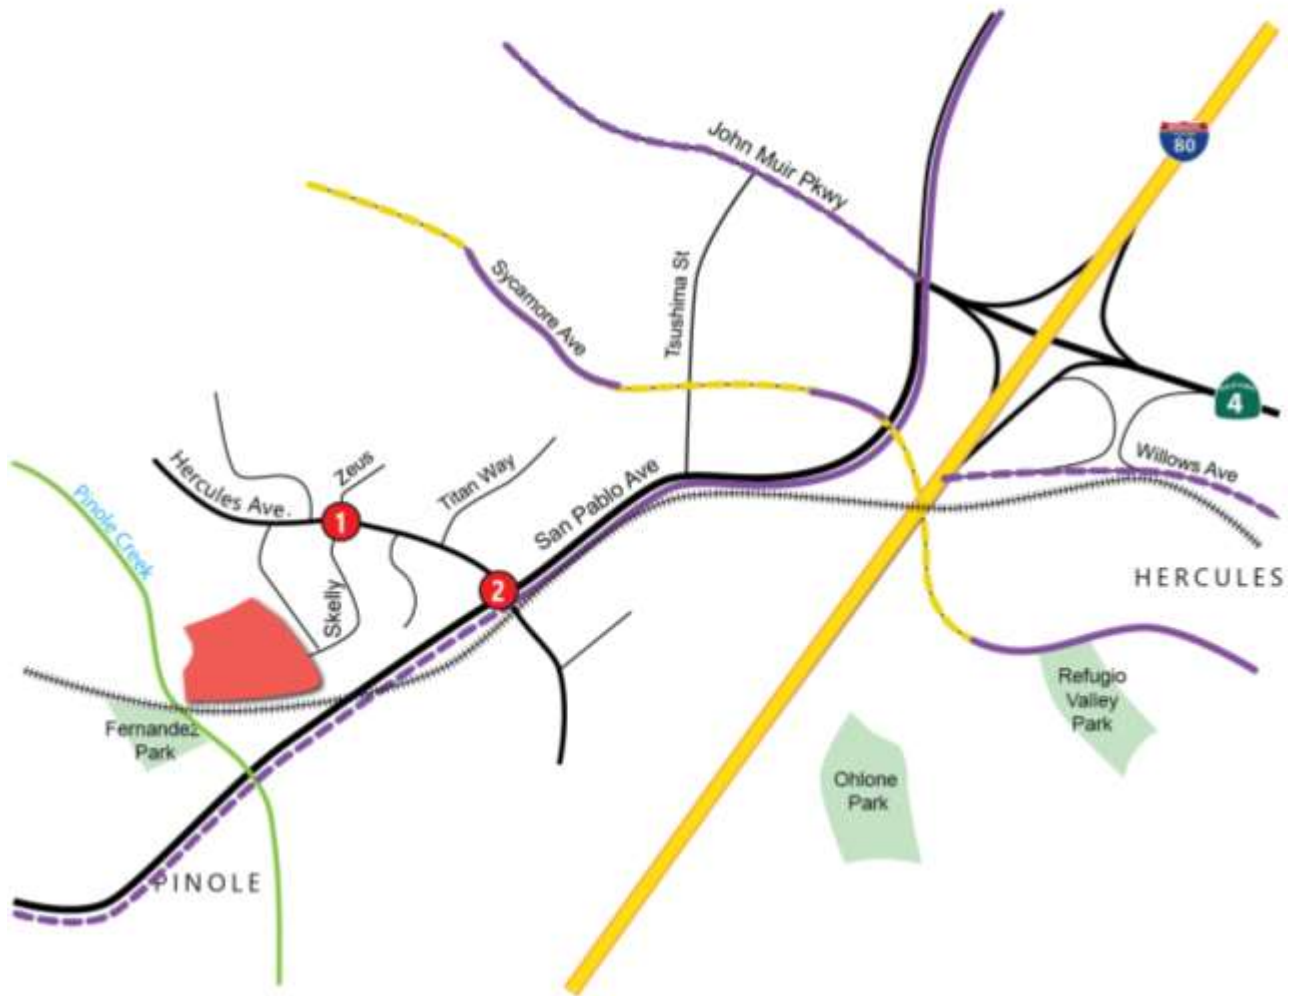 John Muir Pkwy
80
Sycamore Ave
Tsushima St
4
Hercules Ave.
Zeus
Titan Way
San Pablo Ave
Willows Ave
Pinole Creek
1
2
Skelly
HERCULES
Refugio
Valley
Park
Fernandez
Park
Ohlone
Park
PINOLE